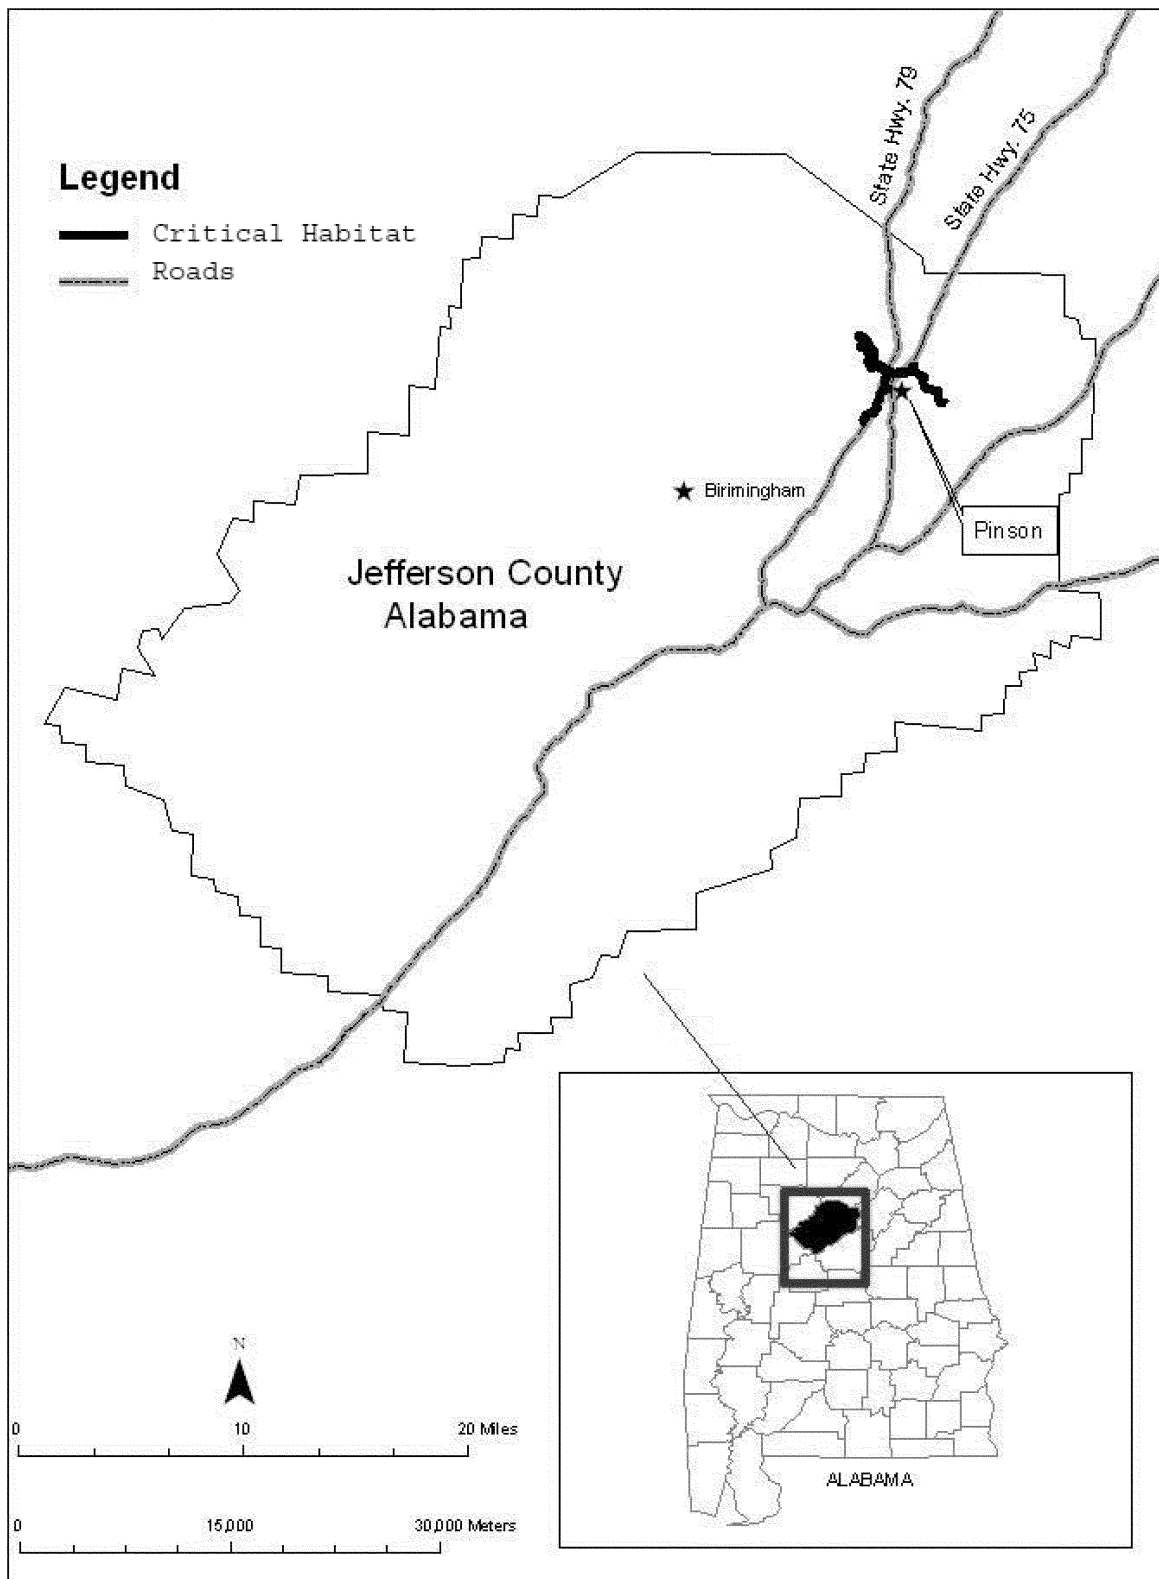 State Hwy. 79
State Hwy. 75
Legend
Critical Habitat
Roads
Birimingham
Pinson
Jefferson County
Alabama
N
0 10 20 Miles
0 15,000 30,000 Meters
ALABAMA